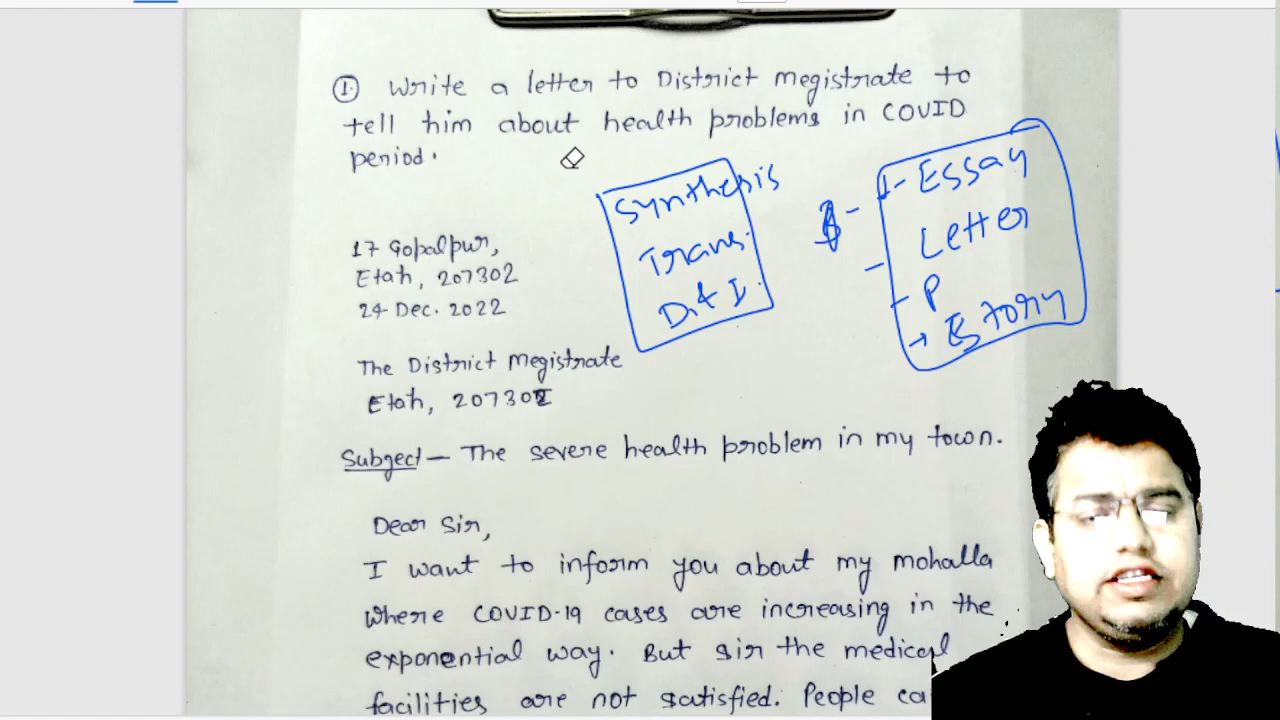 ① Write a letter to District megistrate to
tell him about health problems in COVID
period.
17 Gopalpur,
Etah, 207302
24 Dec. 2022
The District megistrate
Etah, 207302
Subject — The severe health problem in my town.
Dear Sir,
I want to inform you about my mohalla
where COVID-19 cases are increasing in the
exponential way. But sir the medical
facilities are not satisfied. People ca
Synthesis
Trans.
D. & I.
Essay
Letter
P
Story